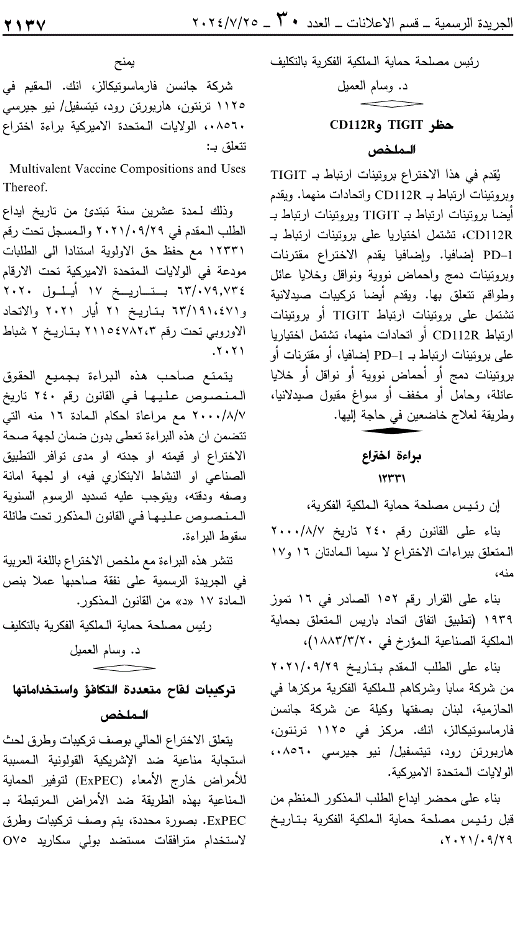 الجريدة الرسمية ــ قسم الاعلانات ــ العدد ٣٠ ــ ٢٠٢٤/٧/٢٥
٢١٣٧
رئيس مصلحة حماية الملكية الفكرية بالتكليف
د. وسام العميل
حظر TIGIT وCD112R
الملخص
يُقدم في هذا الاختراع بروتينات ارتباط بـ TIGIT
وبروتينات ارتباط بـ CD112R واتحادات منهما. ويقدم
أيضا بروتينات ارتباط بـ TIGIT وبروتينات ارتباط بـ
CD112R، تشتمل اختياريا على بروتينات ارتباط بـ
PD–1 إضافيا. وإضافيا يقدم الاختراع مقترنات
وبروتينات دمج وأحماض نووية ونواقل وخلايا عائل
وطواقم تتعلق بها. ويقدم أيضا تركيبات صيدلانية
تشتمل على بروتينات ارتباط TIGIT أو بروتينات
ارتباط CD112R أو اتحادات منهما، تشتمل اختياريا
على بروتينات ارتباط بـ PD–1 إضافيا، أو مقترنات أو
بروتينات دمج أو أحماض نووية أو نواقل أو خلايا
عائلة، وحامل أو مخفف أو سواغ مقبول صيدلانيا،
وطريقة لعلاج خاضعين في حاجة إليها.
براءة اختراع
١٢٣٣١
إن رئيس مصلحة حماية الملكية الفكرية،
بناء على القانون رقم ٢٤٠ تاريخ ٢٠٠٠/٨/٧
المتعلق ببراءات الاختراع لا سيما المادتان ١٦ و١٧
منه،
بناء على القرار رقم ١٥٢ الصادر في ١٦ تموز
١٩٣٩ (تطبيق اتفاق اتحاد باريس المتعلق بحماية
الملكية الصناعية المؤرخ في ١٨٨٣/٣/٢٠)،
بناء على الطلب المقدم بتاريخ ٢٠٢١/٠٩/٢٩
من شركة سابا وشركاهم للملكية الفكرية مركزها في
الحازمية، لبنان بصفتها وكيلة عن شركة جانسن
فارماسوتيكالز، انك. مركز في ١١٢٥ ترنتون،
هاربورتن رود، تيتسفيل/ نيو جيرسي ٠٨٥٦٠،
الولايات المتحدة الاميركية.
بناء على محضر ايداع الطلب المذكور المنظم من
قبل رئيس مصلحة حماية الملكية الفكرية بتاريخ
٢٠٢١/٠٩/٢٩،
يمنح
شركة جانسن فارماسوتيكالز، انك. المقيم في
١١٢٥ ترنتون، هاربورتن رود، تيتسفيل/ نيو جيرسي
٠٨٥٦٠، الولايات المتحدة الاميركية براءة اختراع
تتعلق بـ:
Multivalent Vaccine Compositions and Uses
Thereof.
وذلك لمدة عشرين سنة تبتدئ من تاريخ ايداع
الطلب المقدم في ٢٠٢١/٠٩/٢٩ والمسجل تحت رقم
١٢٣٣١ مع حفظ حق الاولوية استنادا الى الطلبات
مودعة في الولايات المتحدة الاميركية تحت الارقام
٦٣/٠٧٩,٧٣٤ بتاريخ ١٧ أيلول ٢٠٢٠
و٦٣/١٩١,٤٧١ بتاريخ ٢١ أيار ٢٠٢١ والاتحاد
الاوروبي تحت رقم ٢١١٥٤٧٨٢،٣ بتاريخ ٢ شباط
٢٠٢١.
يتمتع صاحب هذه البراءة بجميع الحقوق
المنصوص عليها في القانون رقم ٢٤٠ تاريخ
٢٠٠٠/٨/٧ مع مراعاة احكام المادة ١٦ منه التي
تتضمن ان هذه البراءة تعطى بدون ضمان لجهة صحة
الاختراع او قيمته او جدته او مدى توافر التطبيق
الصناعي او النشاط الابتكاري فيه، او لجهة امانة
وصفه ودقته، ويتوجب عليه تسديد الرسوم السنوية
المنصوص عليها في القانون المذكور تحت طائلة
سقوط البراءة.
تنشر هذه البراءة مع ملخص الاختراع باللغة العربية
في الجريدة الرسمية على نفقة صاحبها عملا بنص
المادة ١٧ «د» من القانون المذكور.
رئيس مصلحة حماية الملكية الفكرية بالتكليف
د. وسام العميل
تركيبات لقاح متعددة التكافؤ واستخداماتها
الملخص
يتعلق الاختراع الحالي بوصف تركيبات وطرق لحث
استجابة مناعية ضد الإشريكية القولونية المسببة
للأمراض خارج الأمعاء (ExPEC) لتوفير الحماية
المناعية بهذه الطريقة ضد الأمراض المرتبطة بـ
ExPEC. بصورة محددة، يتم وصف تركيبات وطرق
لاستخدام مترافقات مستضد بولي سكاريد O٧٥